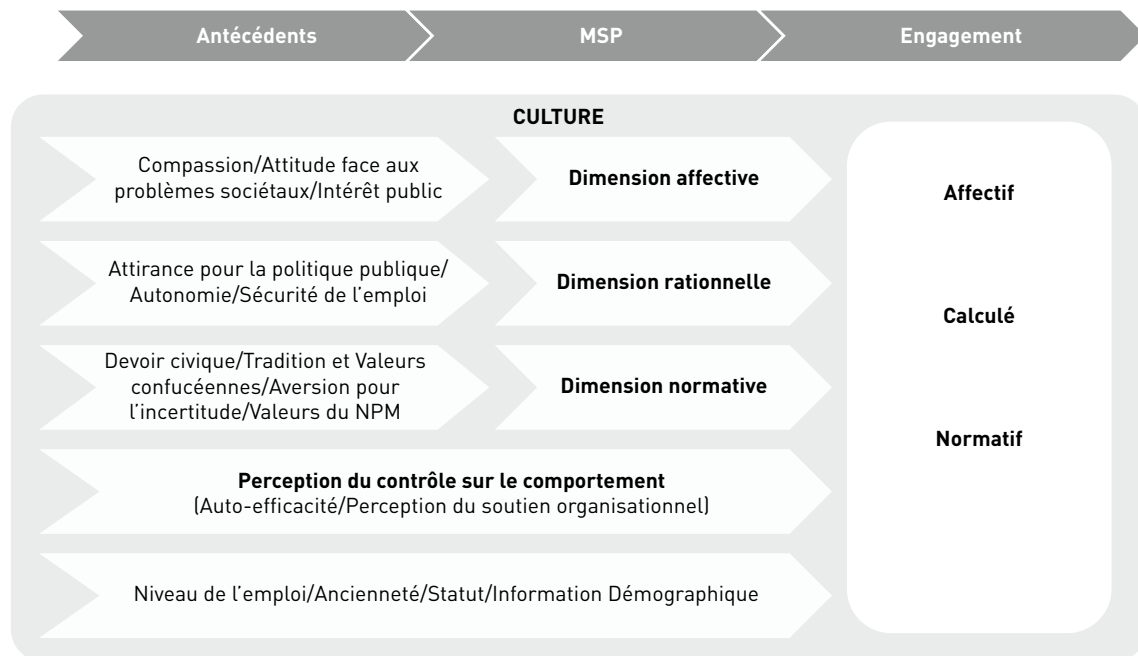 Antécédents
MSP
Engagement
CULTURE
Compassion/Attitude face aux
problèmes sociétaux/Intérêt public
Dimension affective
Affectif
Attirance pour la politique publique/
Autonomie/Sécurité de l'emploi
Dimension rationnelle
Calculé
Devoir civique/Tradition et Valeurs
confucéennes/Aversion pour
l'incertitude/Valeurs du NPM
Dimension normative
Normatif
Perception du contrôle sur le comportement
(Auto-efficacité/Perception du soutien organisationnel)
Niveau de l'emploi/Ancienneté/Statut/Information Démographique